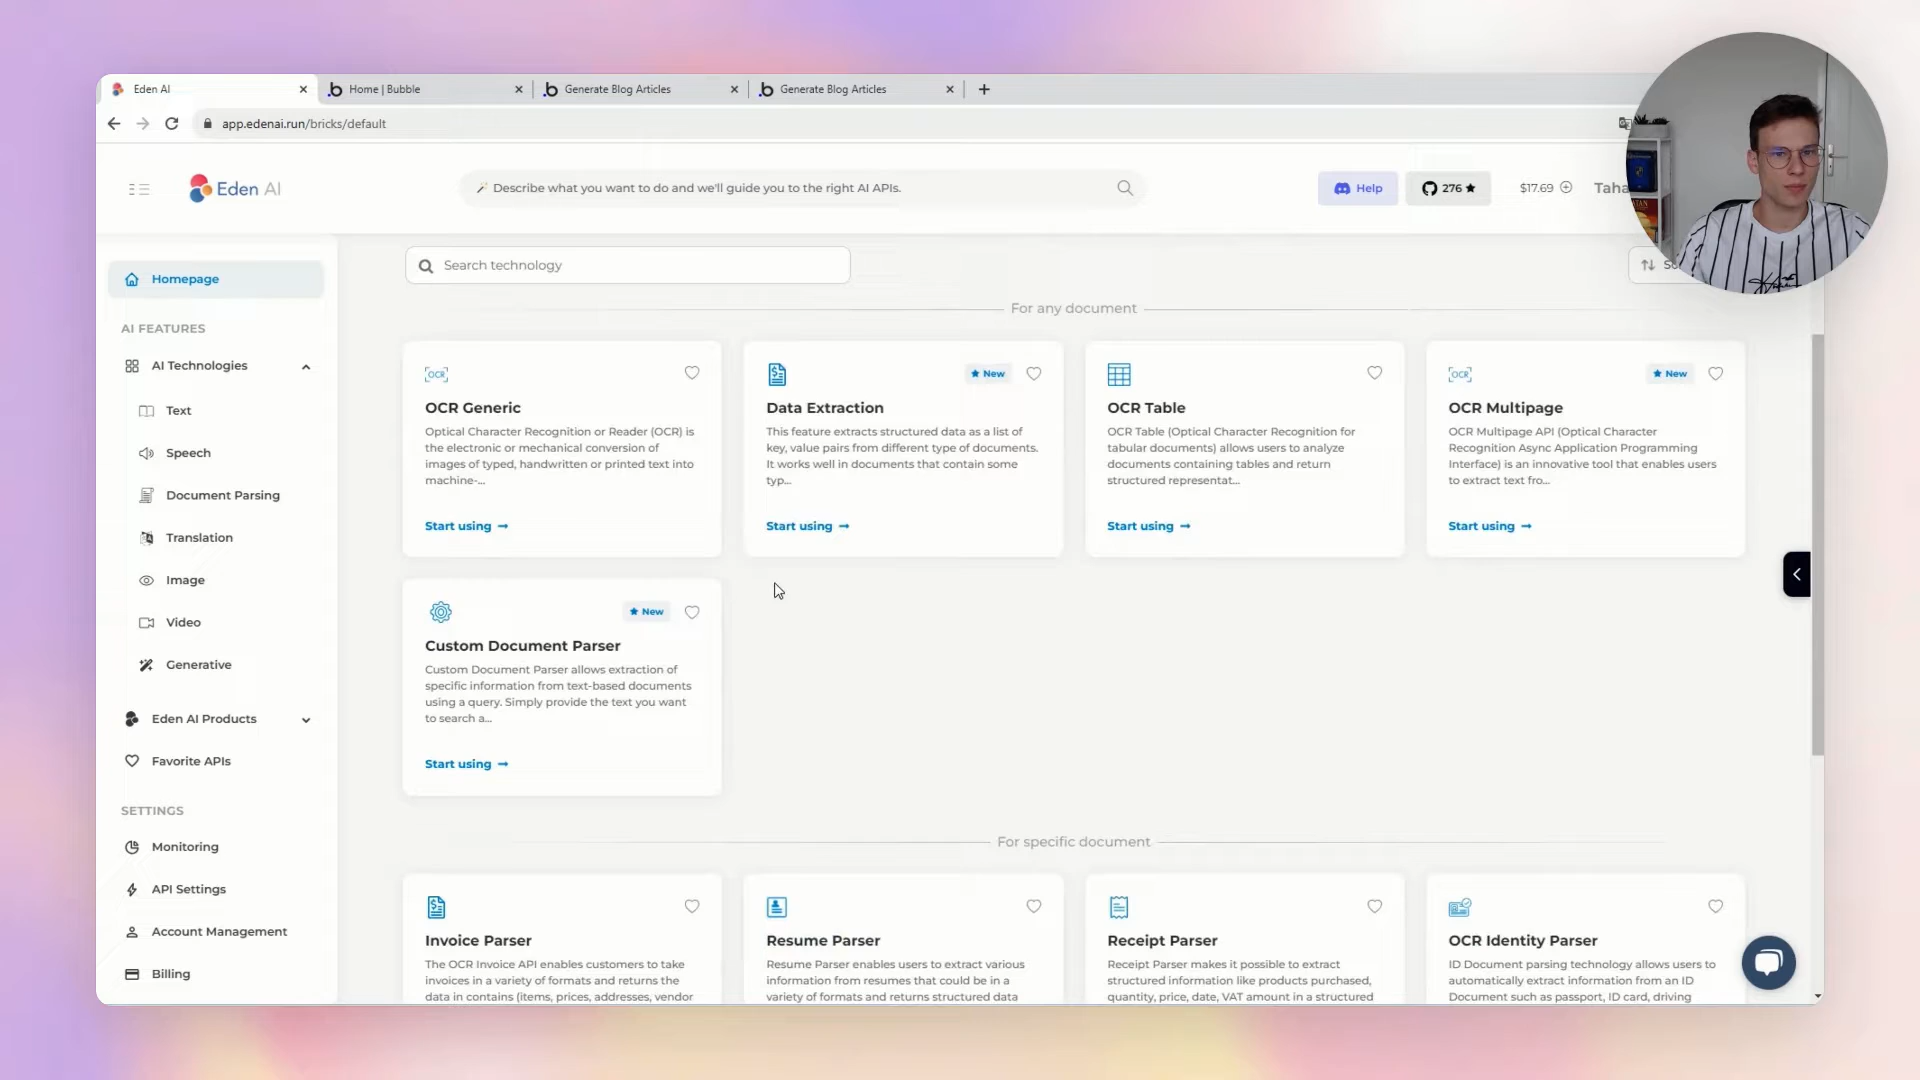 Eden AI
Home | Bubble
Generate Blog Articles
Generate Blog Articles
app.edenai.run/bricks/default
Eden AI
Describe what you want to do and we'll guide you to the right AI APIs.
Help
276
$17.69
Taha
Homepage
AI FEATURES
AI Technologies
Text
Speech
Document Parsing
Translation
Image
Video
Generative
Eden AI Products
Favorite APIs
SETTINGS
Monitoring
API Settings
Account Management
Billing
Search technology
For any document
OCR
OCR Generic
Optical Character Recognition or Reader (OCR) is
the electronic or mechanical conversion of
images of typed, handwritten or printed text into
machine-...
Start using
New
Data Extraction
This feature extracts structured data as a list of
key, value pairs from different type of documents.
It works well in documents that contain some
typ...
Start using
OCR Table
OCR Table (Optical Character Recognition for
tabular documents) allows users to analyze
documents containing tables and return
structured representat...
Start using
OCR
New
OCR Multipage
OCR Multipage API (Optical Character
Recognition Async Application Programming
Interface) is an innovative tool that enables users
to extract text fro...
Start using
New
Custom Document Parser
Custom Document Parser allows extraction of
specific information from text-based documents
using a query. Simply provide the text you want
to search a...
Start using
For specific document
Invoice Parser
The OCR Invoice API enables customers to take
invoices in a variety of formats and returns the
data in contains (items, prices, addresses, vendor
Resume Parser
Resume Parser enables users to extract various
information from resumes that could be in a
variety of formats and returns structured data
Receipt Parser
Receipt Parser makes it possible to extract
structured information like products purchased,
quantity, price, date, VAT amount in a structured
OCR Identity Parser
ID Document parsing technology allows users to
automatically extract information from an ID
Document such as passport, ID card, driving